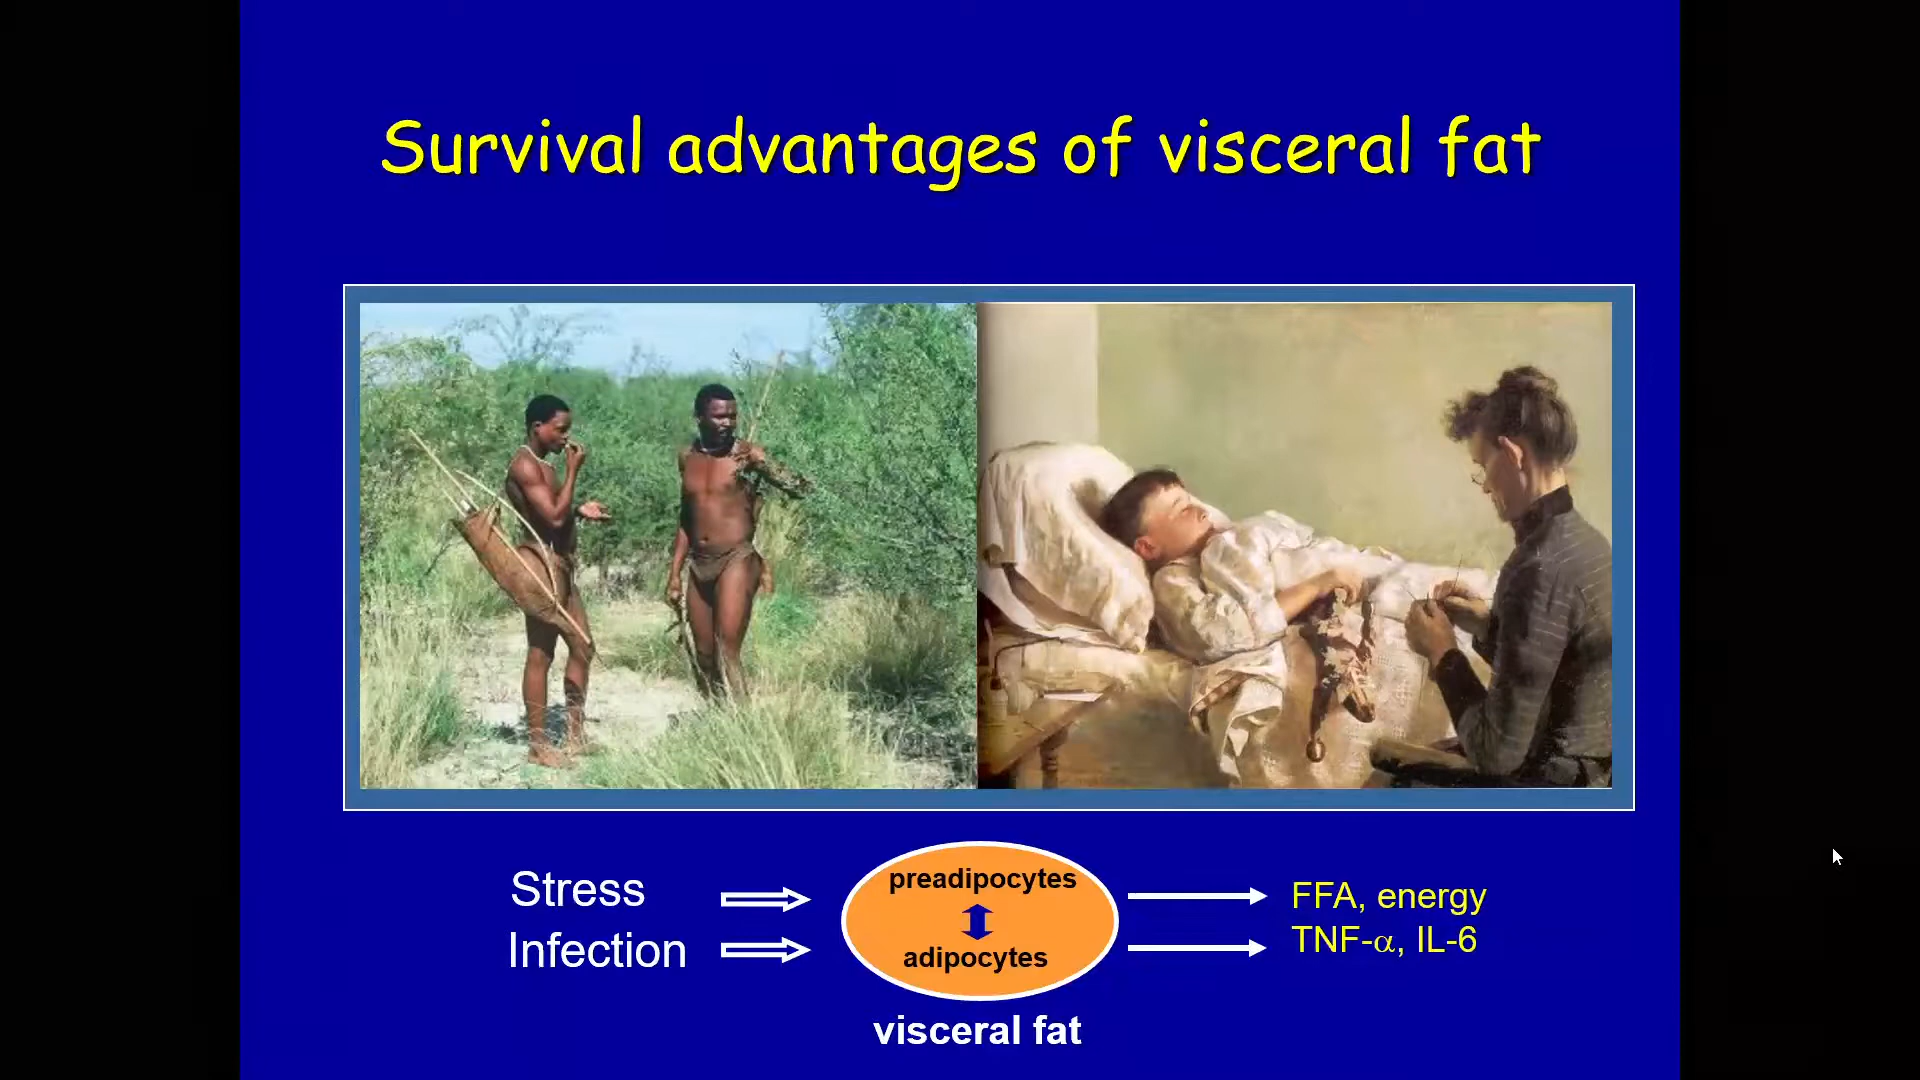 Survival advantages of visceral fat
Stress
Infection
preadipocytes
adipocytes
FFA, energy
TNF-α, IL-6
visceral fat